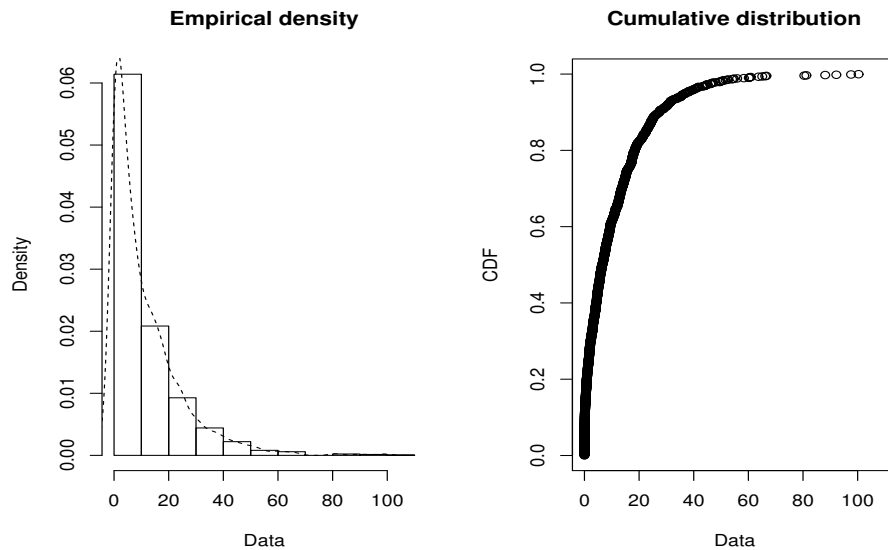 Empirical density
Density
0.00 0.01 0.02 0.03 0.04 0.05 0.06
0 20 40 60 80 100
Data
Cumulative distribution
CDF
0.0 0.2 0.4 0.6 0.8 1.0
0 20 40 60 80 100
Data